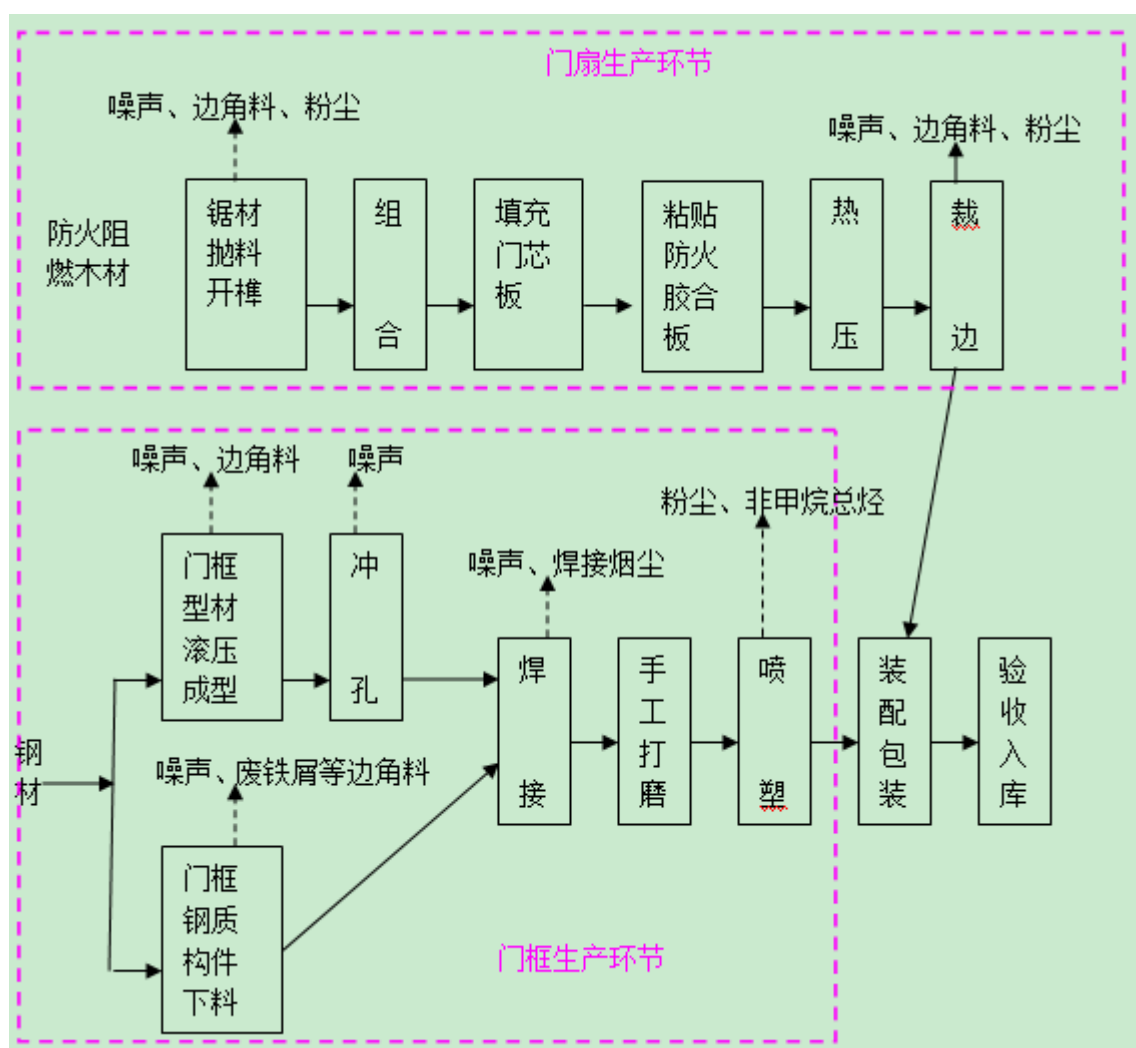 门扇生产环节
噪声、边角料、粉尘
噪声、边角料、粉尘
防火阻
燃木材
锯材
抛料
开榫
组
合
填充
门芯
板
粘贴
防火
胶合
板
热
压
裁
边
噪声、边角料
噪声
粉尘、非甲烷总烃
噪声、焊接烟尘
门框
型材
滚压
成型
冲
孔
焊
接
手
工
打
磨
喷
塑
装
配
包
装
验
收
入
库
钢
材
噪声、废铁屑等边角料
门框
钢质
构件
下料
门框生产环节